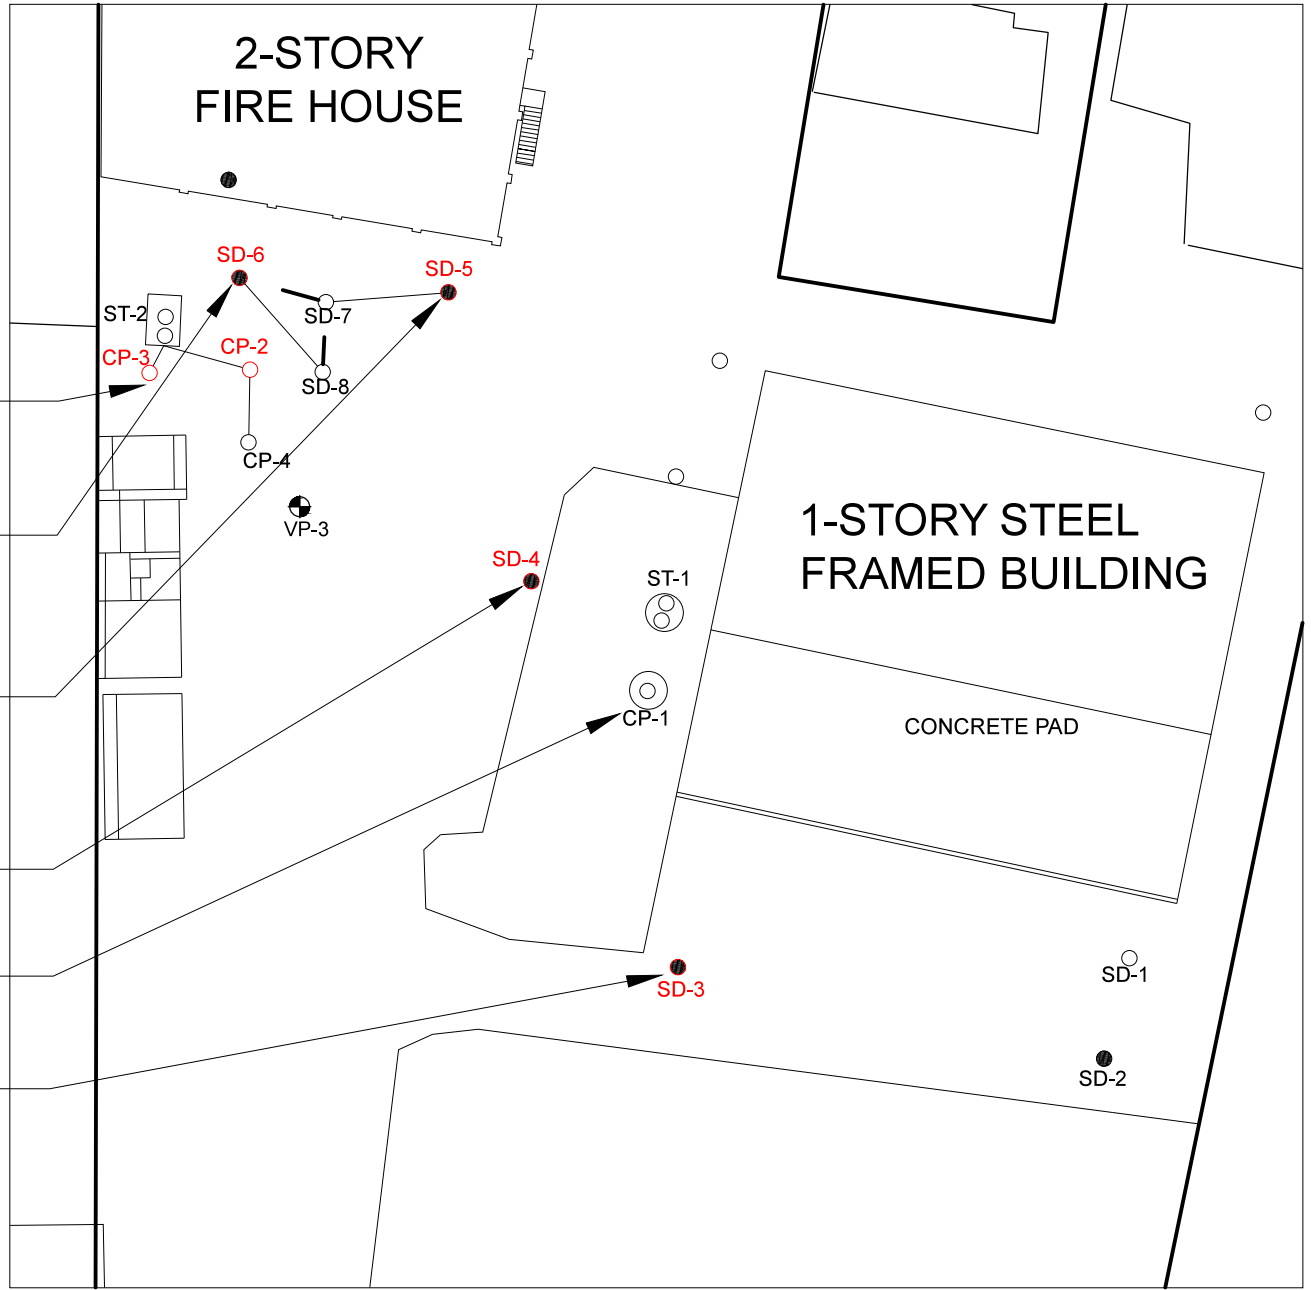 2-STORY
FIRE HOUSE
SD-6
SD-5
ST-2
SD-7
CP-3
CP-2
SD-8
CP-4
VP-3
1-STORY STEEL
FRAMED BUILDING
SD-4
ST-1
CP-1
CONCRETE PAD
SD-1
SD-3
SD-2